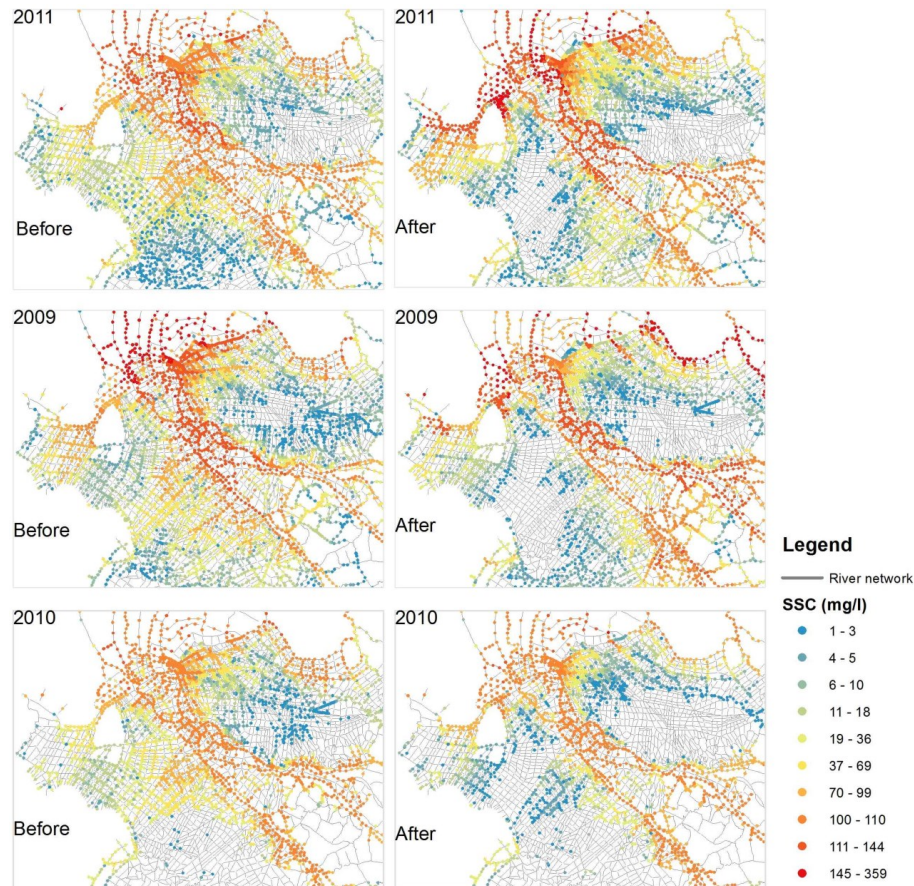 2011
Before
2011
After
2009
Before
2009
After
2010
Before
2010
After
Legend
River network
SSC (mg/l)
1 - 3
4 - 5
6 - 10
11 - 18
19 - 36
37 - 69
70 - 99
100 - 110
111 - 144
145 - 359